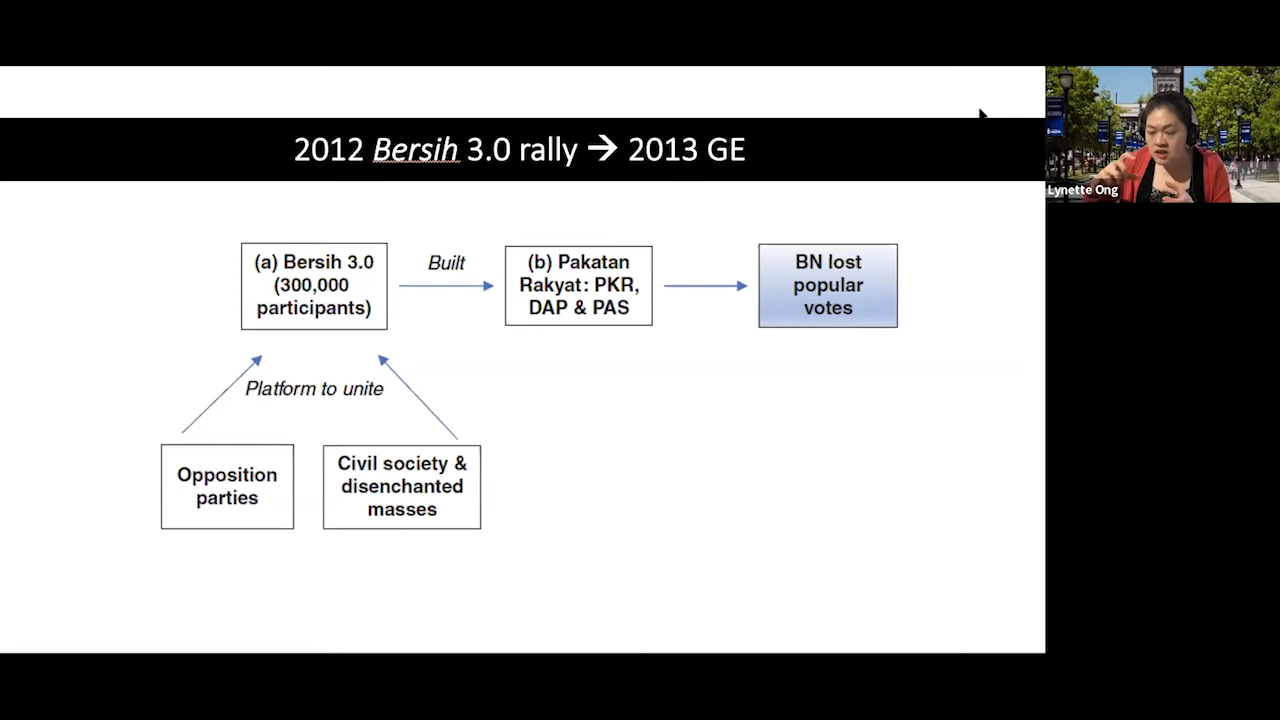 2012 Bersih 3.0 rally → 2013 GE
Lynette Ong
(a) Bersih 3.0
(300,000
participants)
Built
(b) Pakatan
Rakyat: PKR,
DAP & PAS
BN lost
popular
votes
Platform to unite
Opposition
parties
Civil society &
disenchanted
masses